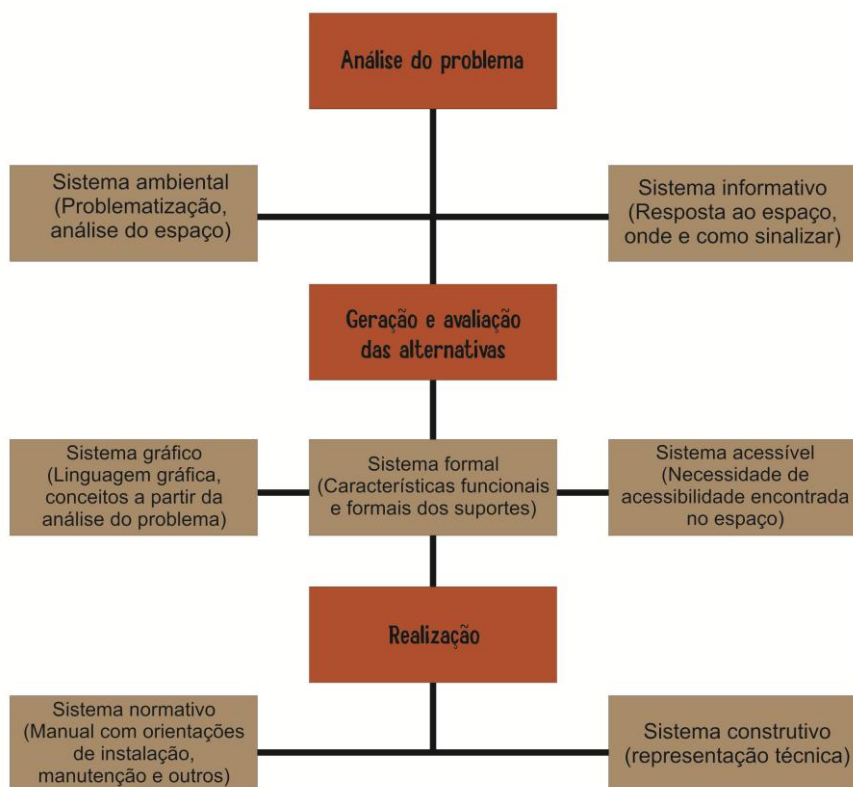 Análise do problema
Sistema ambiental
(Problematização,
análise do espaço)
Sistema informativo
(Resposta ao espaço,
onde e como sinalizar)
Geração e avaliação
das alternativas
Sistema gráfico
(Linguagem gráfica,
conceitos a partir da
análise do problema)
Sistema formal
(Características funcionais
e formais dos suportes)
Sistema acessível
(Necessidade de
acessibilidade encontrada
no espaço)
Realização
Sistema normativo
(Manual com orientações
de instalação,
manutenção e outros)
Sistema construtivo
(representação técnica)